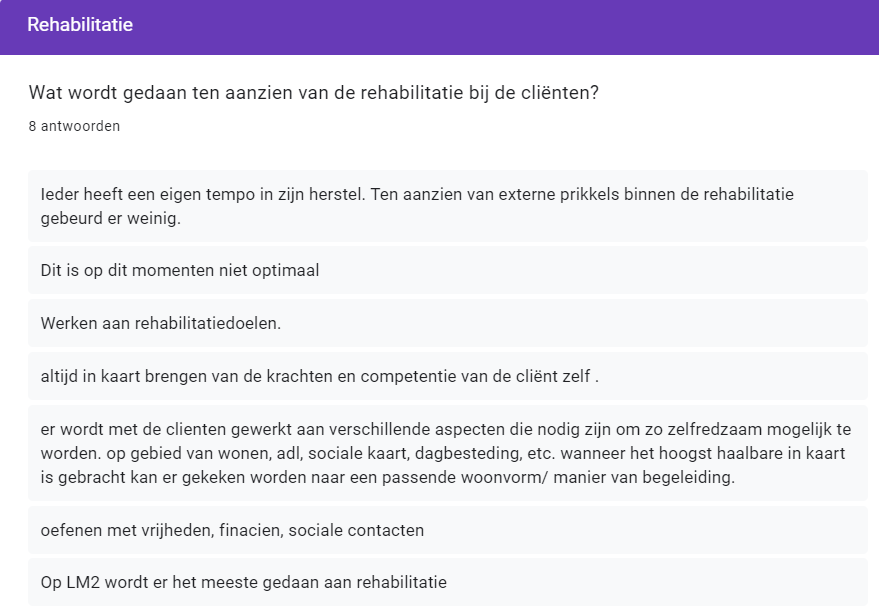 Rehabilitatie
Wat wordt gedaan ten aanzien van de rehabilitatie bij de cliënten?
8 antwoorden
Ieder heeft een eigen tempo in zijn herstel. Ten aanzien van externe prikkels binnen de rehabilitatie
gebeurd er weinig.
Dit is op dit momenten niet optimaal
Werken aan rehabilitatiedoelen.
altijd in kaart brengen van de krachten en competentie van de cliënt zelf .
er wordt met de clienten gewerkt aan verschillende aspecten die nodig zijn om zo zelfredzaam mogelijk te
worden. op gebied van wonen, adl, sociale kaart, dagbesteding, etc. wanneer het hoogst haalbare in kaart
is gebracht kan er gekeken worden naar een passende woonvorm/ manier van begeleiding.
oefenen met vrijheden, finacien, sociale contacten
Op LM2 wordt er het meeste gedaan aan rehabilitatie